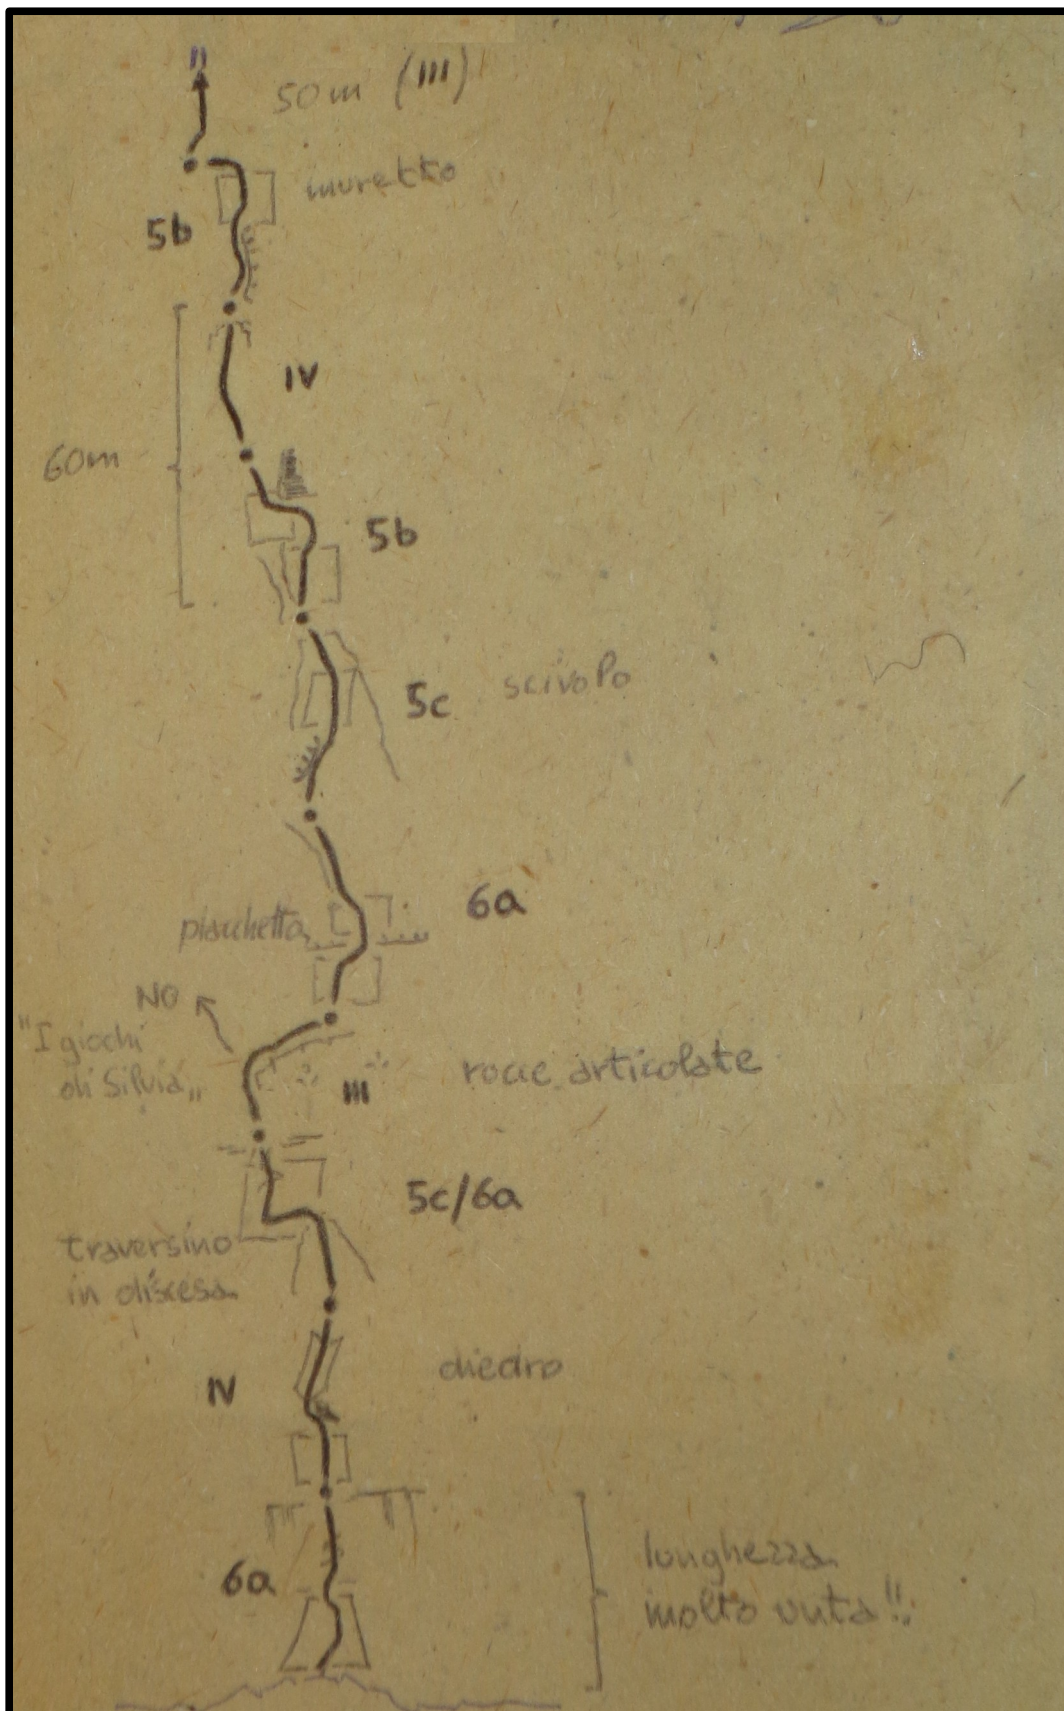 II
50m (III)
muretto
5b
IV
60m
5b
5c scivolo
6a
placchetta
NO
"I giochi
di Silvia„
III
rocce articolate
5c/6a
traversino
in discesa
diedro
IV
6a
lunghezza
molto unta!!